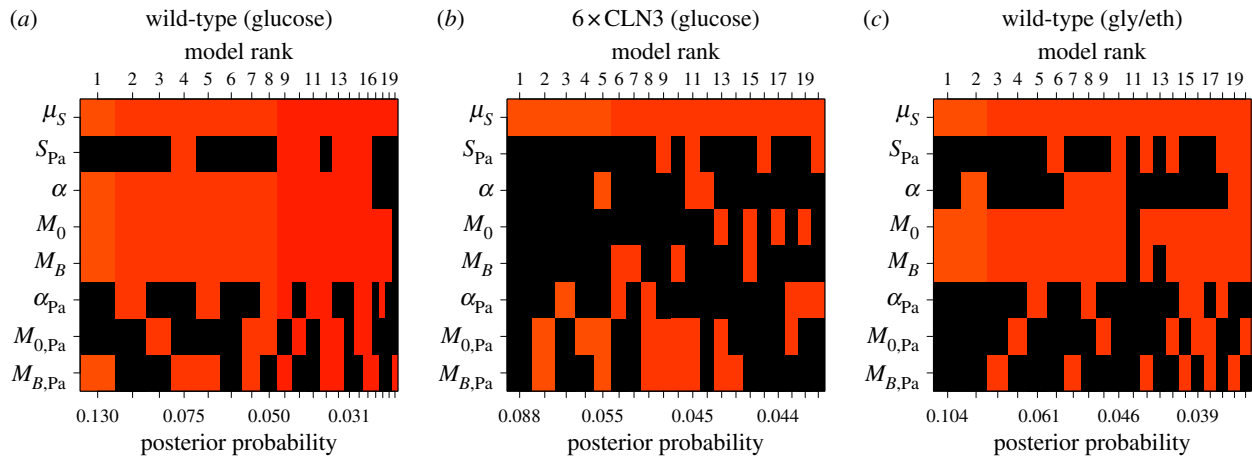 (a) wild-type (glucose)
model rank
1 2 3 4 5 6 7 8 9 11 13 16 19
μS
SPa
α
M0
MB
αPa
M0,Pa
MB,Pa
0.130 0.075 0.050 0.031
posterior probability
(b) 6×CLN3 (glucose)
model rank
1 2 3 4 5 6 7 8 9 11 13 15 17 19
μS
SPa
α
M0
MB
αPa
M0,Pa
MB,Pa
0.088 0.055 0.045 0.044
posterior probability
(c) wild-type (gly/eth)
model rank
1 2 3 4 5 6 7 8 9 11 13 15 17 19
μS
SPa
α
M0
MB
αPa
M0,Pa
MB,Pa
0.104 0.061 0.046 0.039
posterior probability